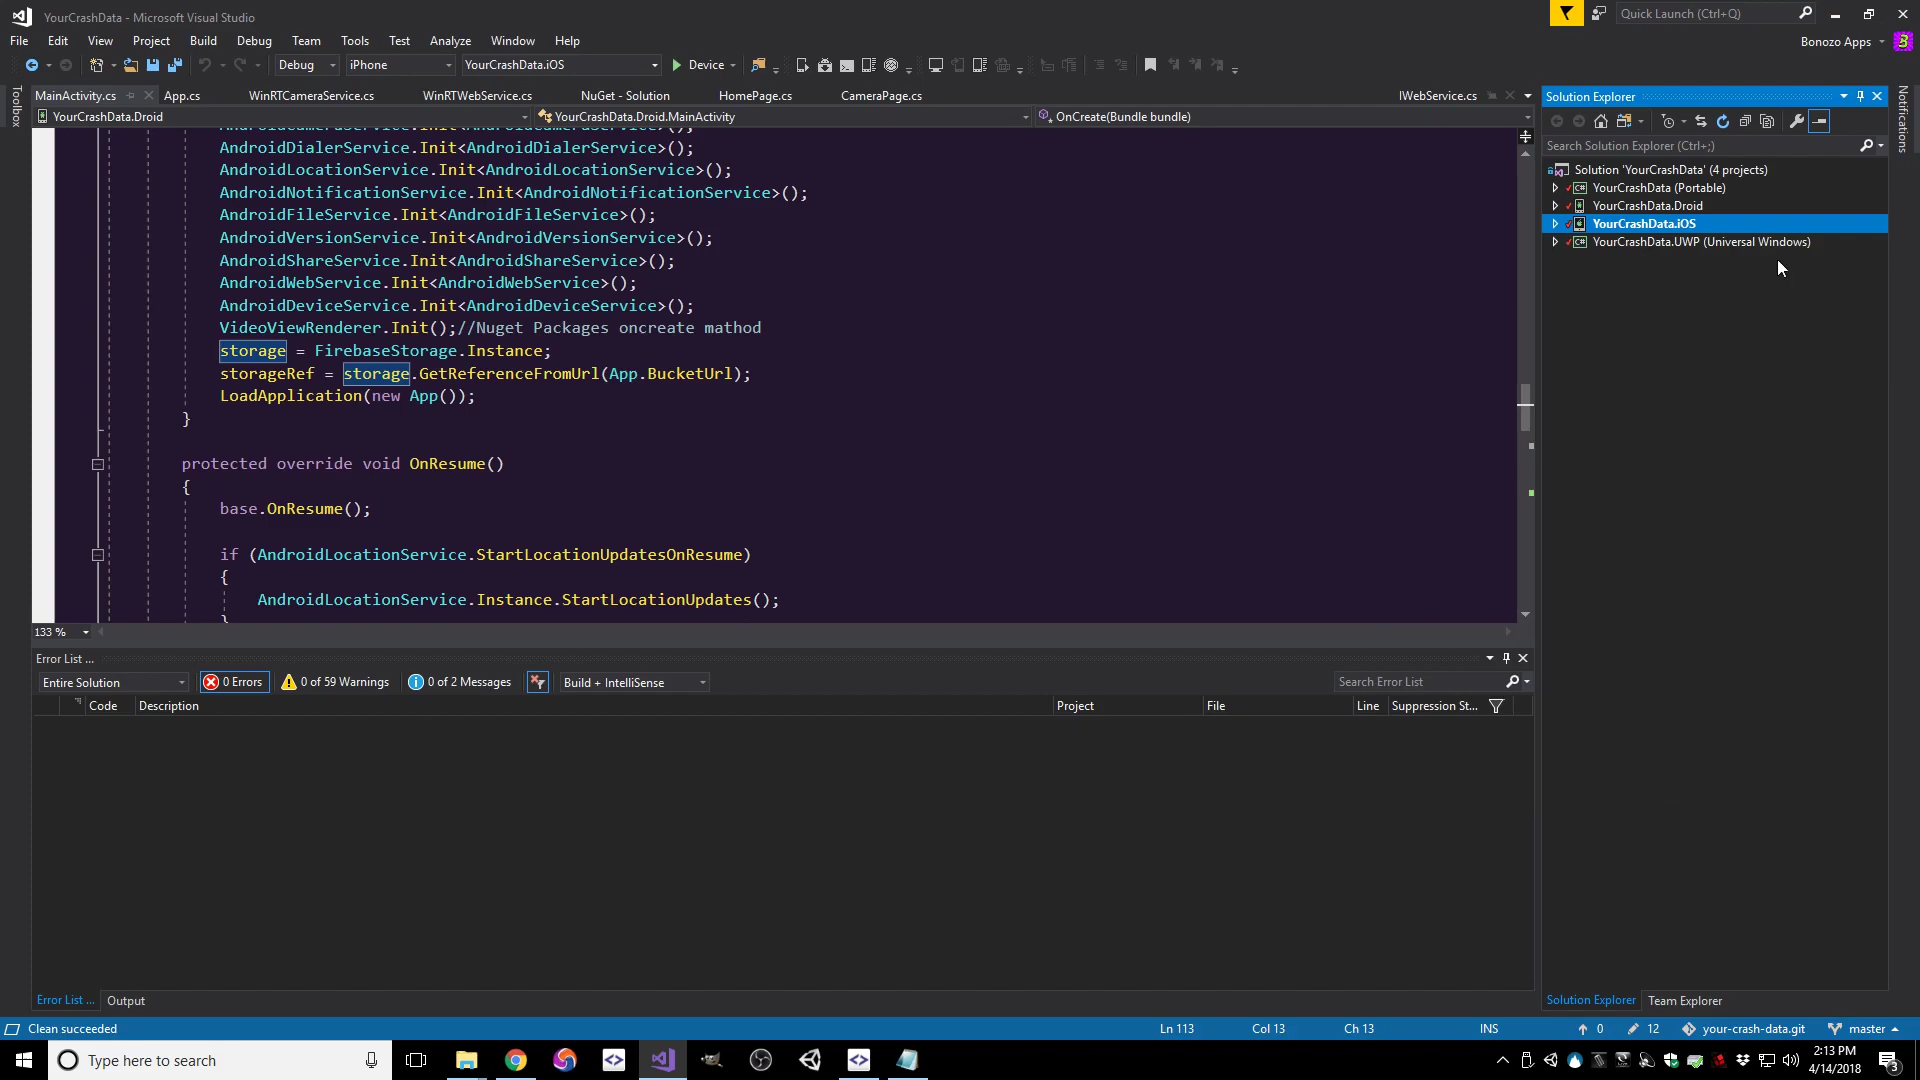 YourCrashData - Microsoft Visual Studio
Quick Launch (Ctrl+Q)
File Edit View Project Build Debug Team Tools Test Analyze Window Help
Bonozo Apps
Debug iPhone YourCrashData.iOS Device
Toolbox
MainActivity.cs App.cs WinRTCameraService.cs WinRTWebService.cs NuGet - Solution HomePage.cs CameraPage.cs IWebService.cs
YourCrashData.Droid YourCrashData.Droid.MainActivity OnCreate(Bundle bundle)
AndroidCameraService.Init<AndroidCameraService>();
AndroidDialerService.Init<AndroidDialerService>();
AndroidLocationService.Init<AndroidLocationService>();
AndroidNotificationService.Init<AndroidNotificationService>();
AndroidFileService.Init<AndroidFileService>();
AndroidVersionService.Init<AndroidVersionService>();
AndroidShareService.Init<AndroidShareService>();
AndroidWebService.Init<AndroidWebService>();
AndroidDeviceService.Init<AndroidDeviceService>();
VideoViewRenderer.Init();//Nuget Packages oncreate mathod
storage = FirebaseStorage.Instance;
storageRef = storage.GetReferenceFromUrl(App.BucketUrl);
LoadApplication(new App());
}
protected override void OnResume()
{
base.OnResume();
if (AndroidLocationService.StartLocationUpdatesOnResume)
{
AndroidLocationService.Instance.StartLocationUpdates();
}
133 %
Error List ...
Entire Solution 0 Errors 0 of 59 Warnings 0 of 2 Messages Build + IntelliSense Search Error List
Code Description Project File Line Suppression St...
Error List ... Output
Solution Explorer
Search Solution Explorer (Ctrl+;)
Solution 'YourCrashData' (4 projects)
YourCrashData (Portable)
YourCrashData.Droid
YourCrashData.iOS
YourCrashData.UWP (Universal Windows)
Solution Explorer Team Explorer
Notifications
Clean succeeded Ln 113 Col 13 Ch 13 INS 0 12 your-crash-data.git master
Type here to search
2:13 PM
4/14/2018
3